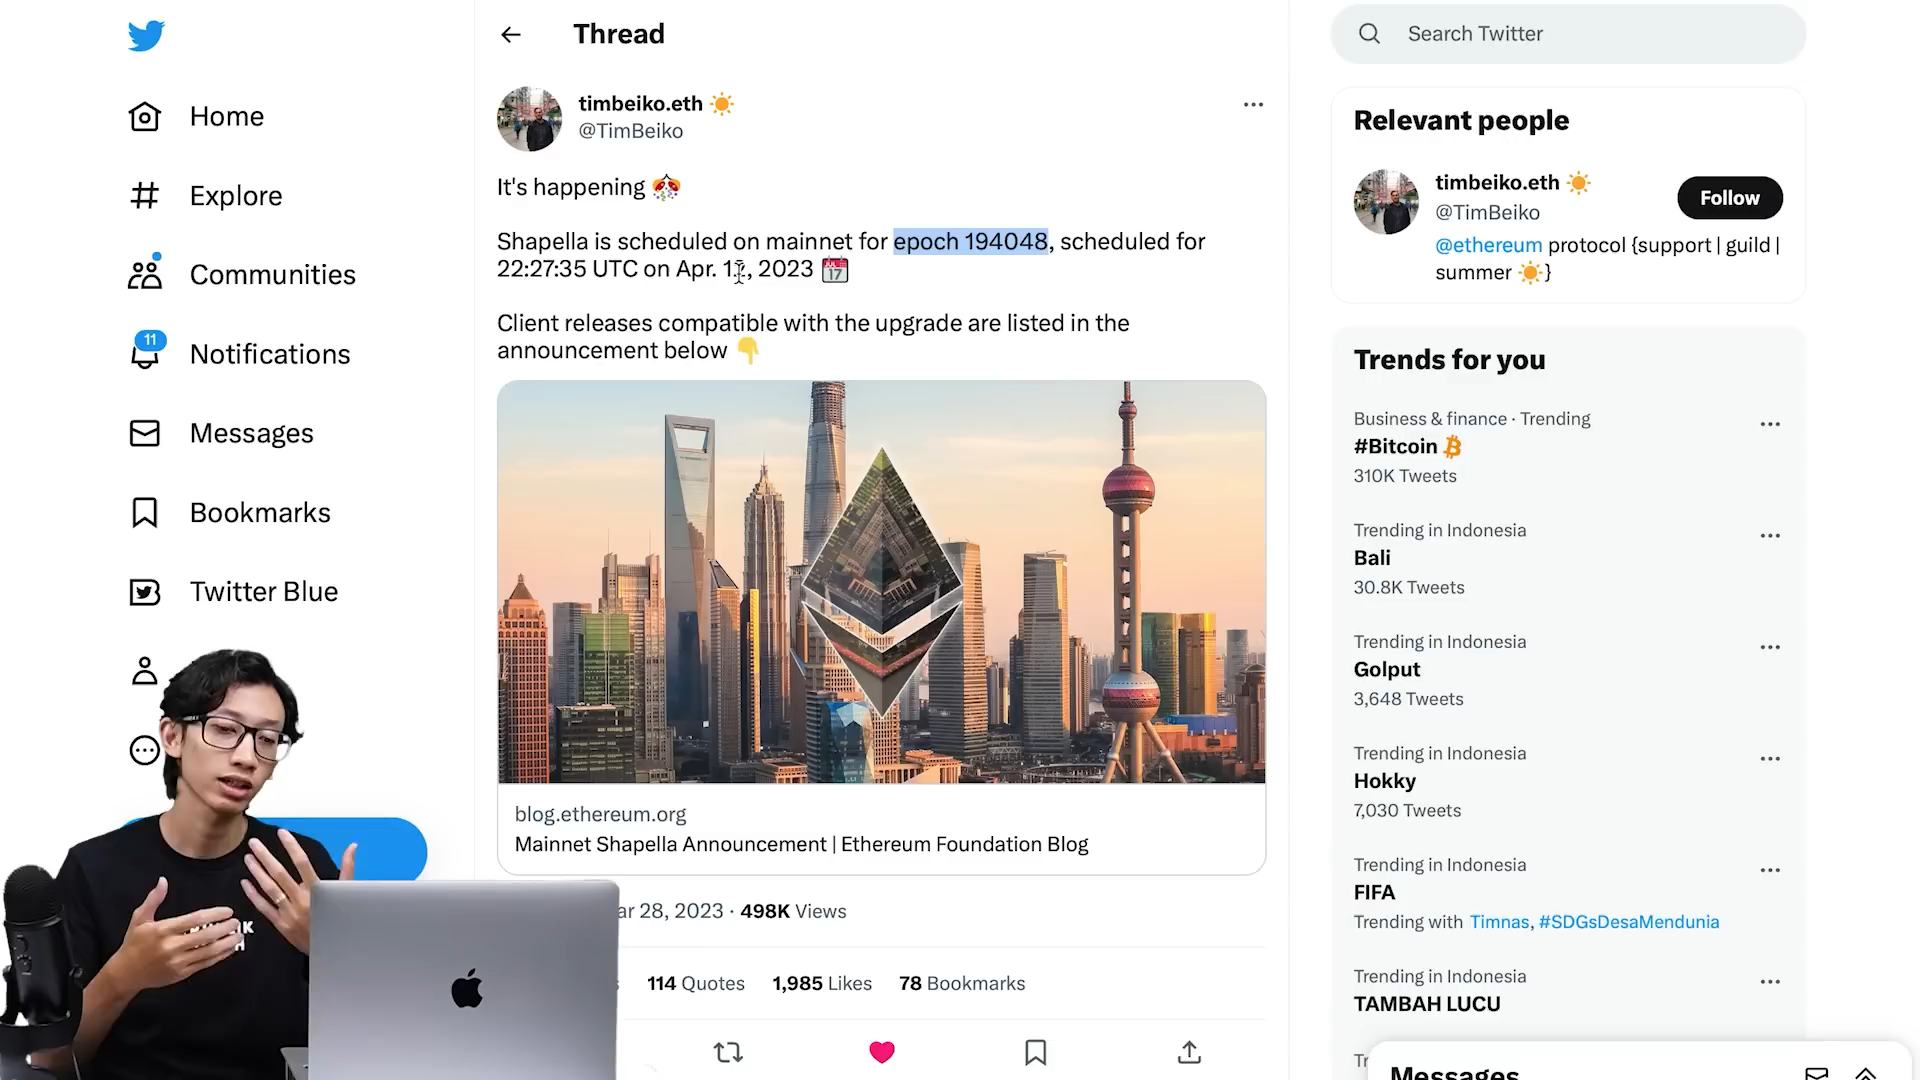 Home
Explore
Communities
11
Notifications
Messages
Bookmarks
Twitter Blue
Thread
timbeiko.eth
@TimBeiko
It's happening
Shapella is scheduled on mainnet for epoch 194048, scheduled for
22:27:35 UTC on Apr. 12, 2023
Client releases compatible with the upgrade are listed in the
announcement below
blog.ethereum.org
Mainnet Shapella Announcement | Ethereum Foundation Blog
28, 2023 · 498K Views
114 Quotes 1,985 Likes 78 Bookmarks
Search Twitter
Relevant people
timbeiko.eth
@TimBeiko
Follow
@ethereum protocol {support | guild |
summer }
Trends for you
Business & finance · Trending
#Bitcoin
310K Tweets
Trending in Indonesia
Bali
30.8K Tweets
Trending in Indonesia
Golput
3,648 Tweets
Trending in Indonesia
Hokky
7,030 Tweets
Trending in Indonesia
FIFA
Trending with Timnas, #SDGsDesaMendunia
Trending in Indonesia
TAMBAH LUCU
Messages